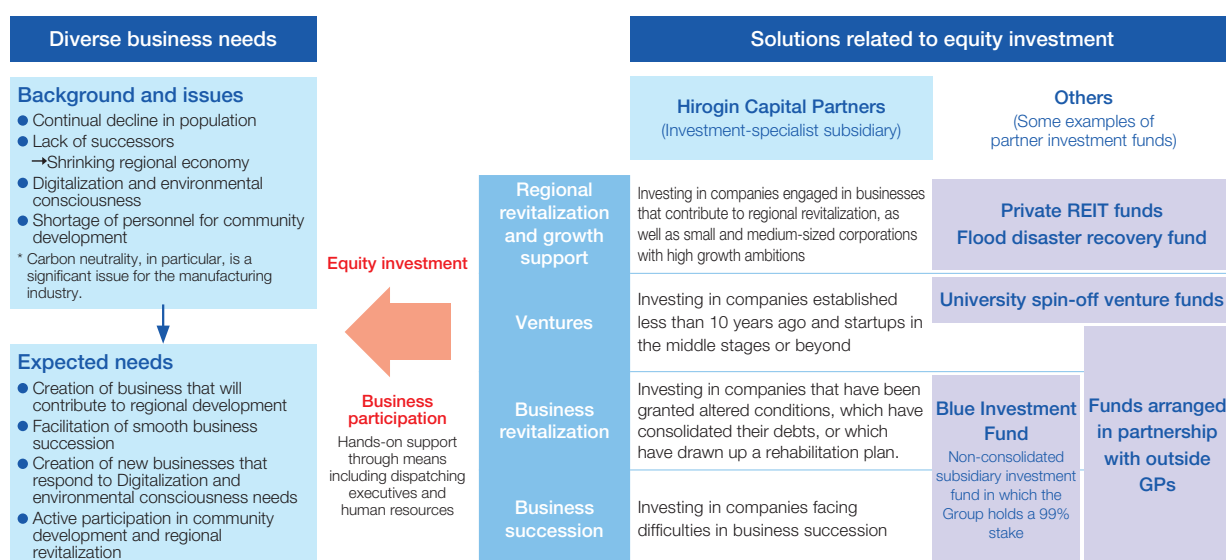 Diverse business needs
Background and issues
● Continual decline in population
● Lack of successors
→Shrinking regional economy
● Digitalization and environmental
consciousness
● Shortage of personnel for community
development
* Carbon neutrality, in particular, is a
significant issue for the manufacturing
industry.
Expected needs
● Creation of business that will
contribute to regional development
● Facilitation of smooth business
succession
● Creation of new businesses that
respond to Digitalization and
environmental consciousness needs
● Active participation in community
development and regional
revitalization
Equity investment
Business
participation
Hands-on support
through means
including dispatching
executives and
human resources
Solutions related to equity investment
Hirogin Capital Partners
(Investment-specialist subsidiary)
Others
(Some examples of
partner investment funds)
Regional
revitalization
and growth
support
Investing in companies engaged in businesses
that contribute to regional revitalization, as
well as small and medium-sized corporations
with high growth ambitions
Private REIT funds
Flood disaster recovery fund
Ventures
Investing in companies established
less than 10 years ago and startups in
the middle stages or beyond
University spin-off venture funds
Business
revitalization
Investing in companies that have been
granted altered conditions, which have
consolidated their debts, or which
have drawn up a rehabilitation plan.
Business
succession
Investing in companies facing
difficulties in business succession
Blue Investment
Fund
Non-consolidated
subsidiary investment
fund in which the
Group holds a 99%
stake
Funds arranged
in partnership
with outside
GPs